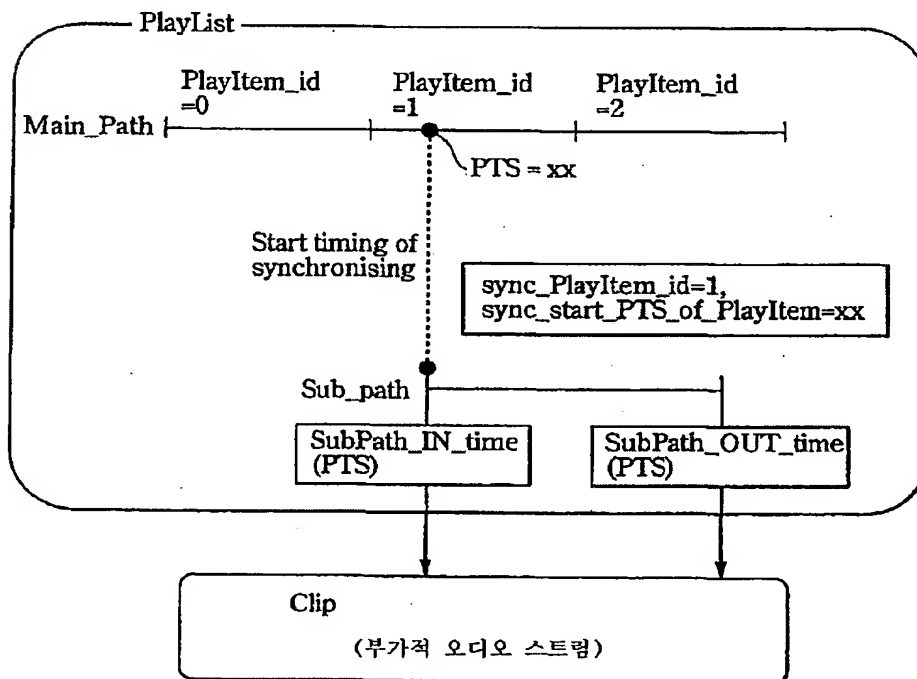 PlayList
PlayItem_id
=0
PlayItem_id
=1
PlayItem_id
=2
Main_Path
PTS = xx
Start timing of
synchronising
sync_PlayItem_id=1,
sync_start_PTS_of_PlayItem=xx
Sub_path
SubPath_IN_time
(PTS)
SubPath_OUT_time
(PTS)
Clip
(부가적 오디오 스트림)